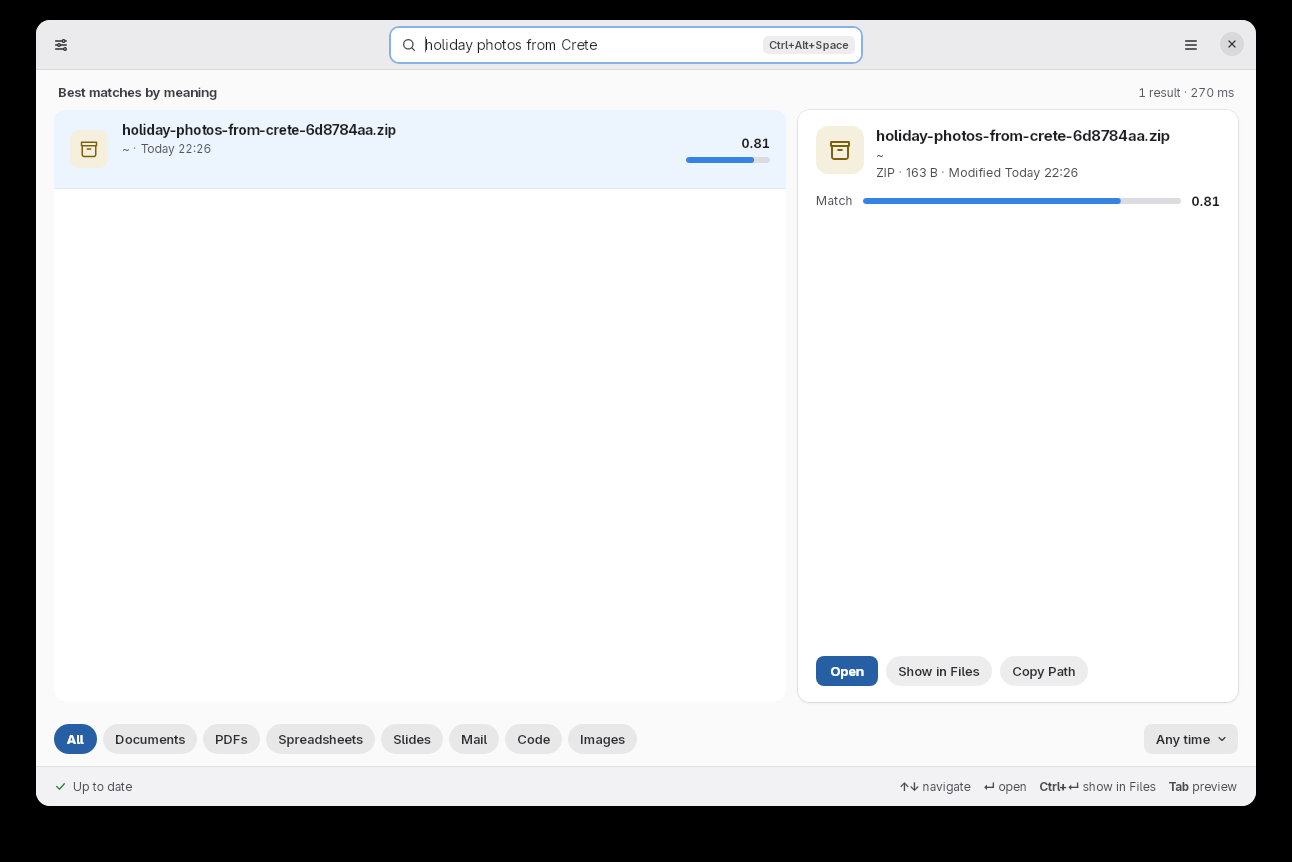 holiday photos from Crete
Ctrl+Alt+Space
Best matches by meaning
1 result · 270 ms
holiday-photos-from-crete-6d8784aa.zip
~ · Today 22:26
0.81
holiday-photos-from-crete-6d8784aa.zip
~
ZIP · 163 B · Modified Today 22:26
Match
0.81
Open
Show in Files
Copy Path
All
Documents
PDFs
Spreadsheets
Slides
Mail
Code
Images
Any time
Up to date
↑↓ navigate
↵ open
Ctrl+↵ show in Files
Tab preview